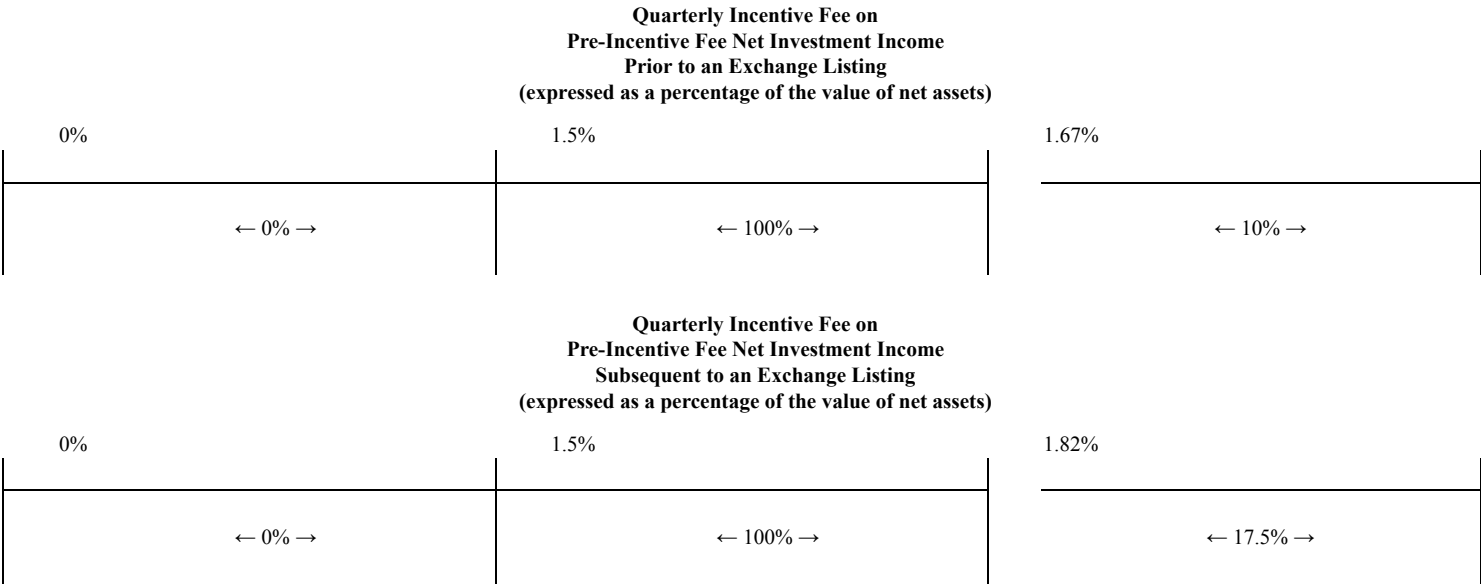 Quarterly Incentive Fee on
Pre-Incentive Fee Net Investment Income
Prior to an Exchange Listing
(expressed as a percentage of the value of net assets)
0% 1.5% 1.67%
← 0% → ← 100% → ← 10% →
Quarterly Incentive Fee on
Pre-Incentive Fee Net Investment Income
Subsequent to an Exchange Listing
(expressed as a percentage of the value of net assets)
0% 1.5% 1.82%
← 0% → ← 100% → ← 17.5% →